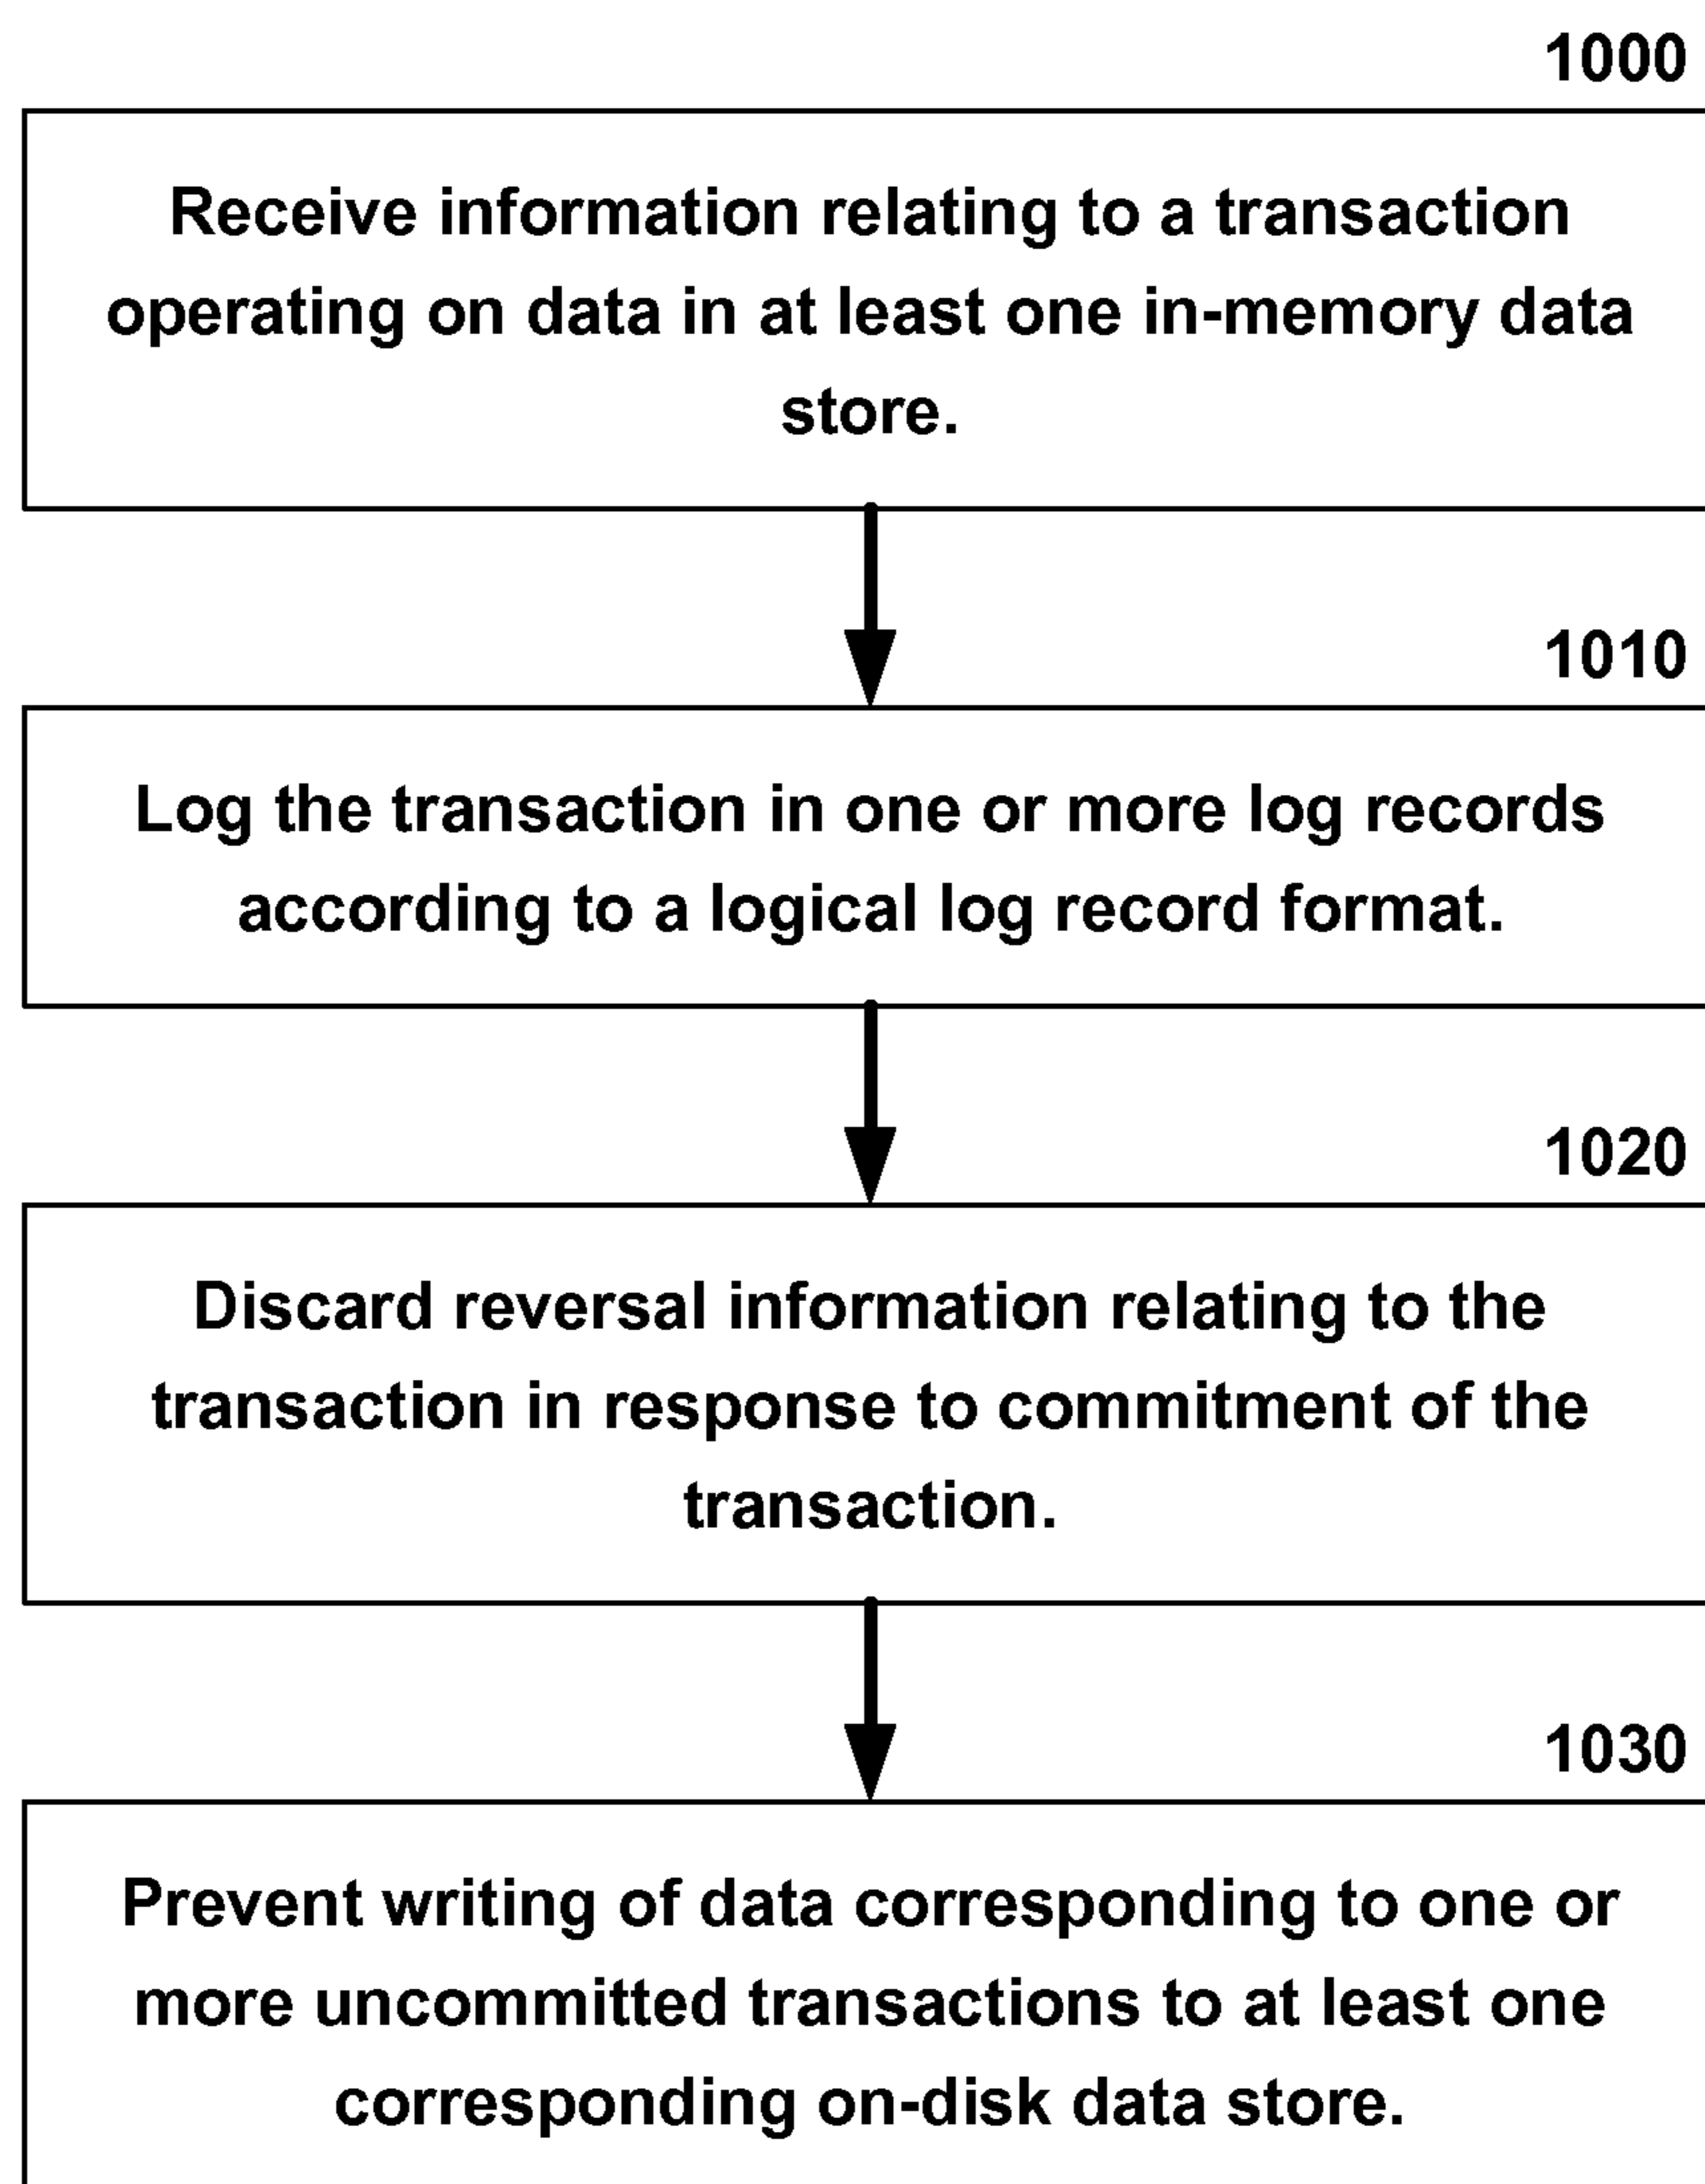 1000
Receive information relating to a transaction
operating on data in at least one in-memory data
store.
1010
Log the transaction in one or more log records
according to a logical log record format.
1020
Discard reversal information relating to the
transaction in response to commitment of the
transaction.
1030
Prevent writing of data corresponding to one or
more uncommitted transactions to at least one
corresponding on-disk data store.